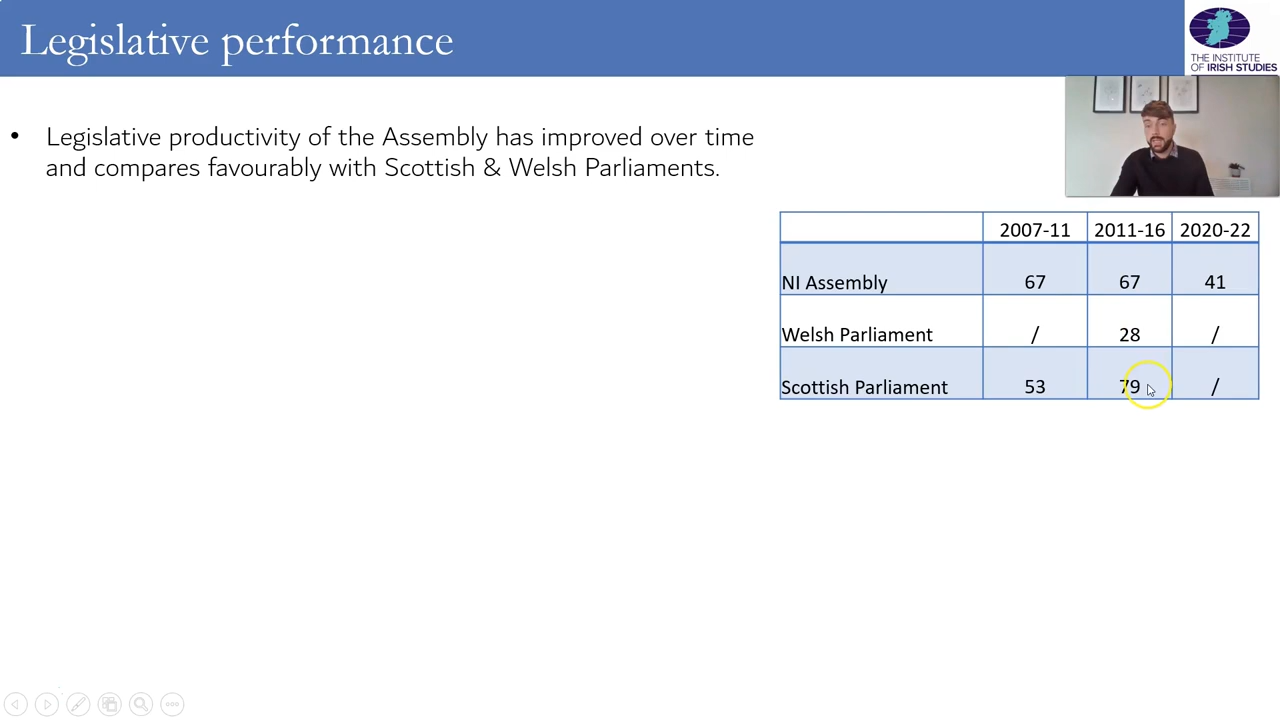 Legislative performance
THE INSTITUTE
OF IRISH STUDIES
• Legislative productivity of the Assembly has improved over time
and compares favourably with Scottish & Welsh Parliaments.
2007-11 2011-16 2020-22
NI Assembly 67 67 41
Welsh Parliament / 28 /
Scottish Parliament 53 79 /